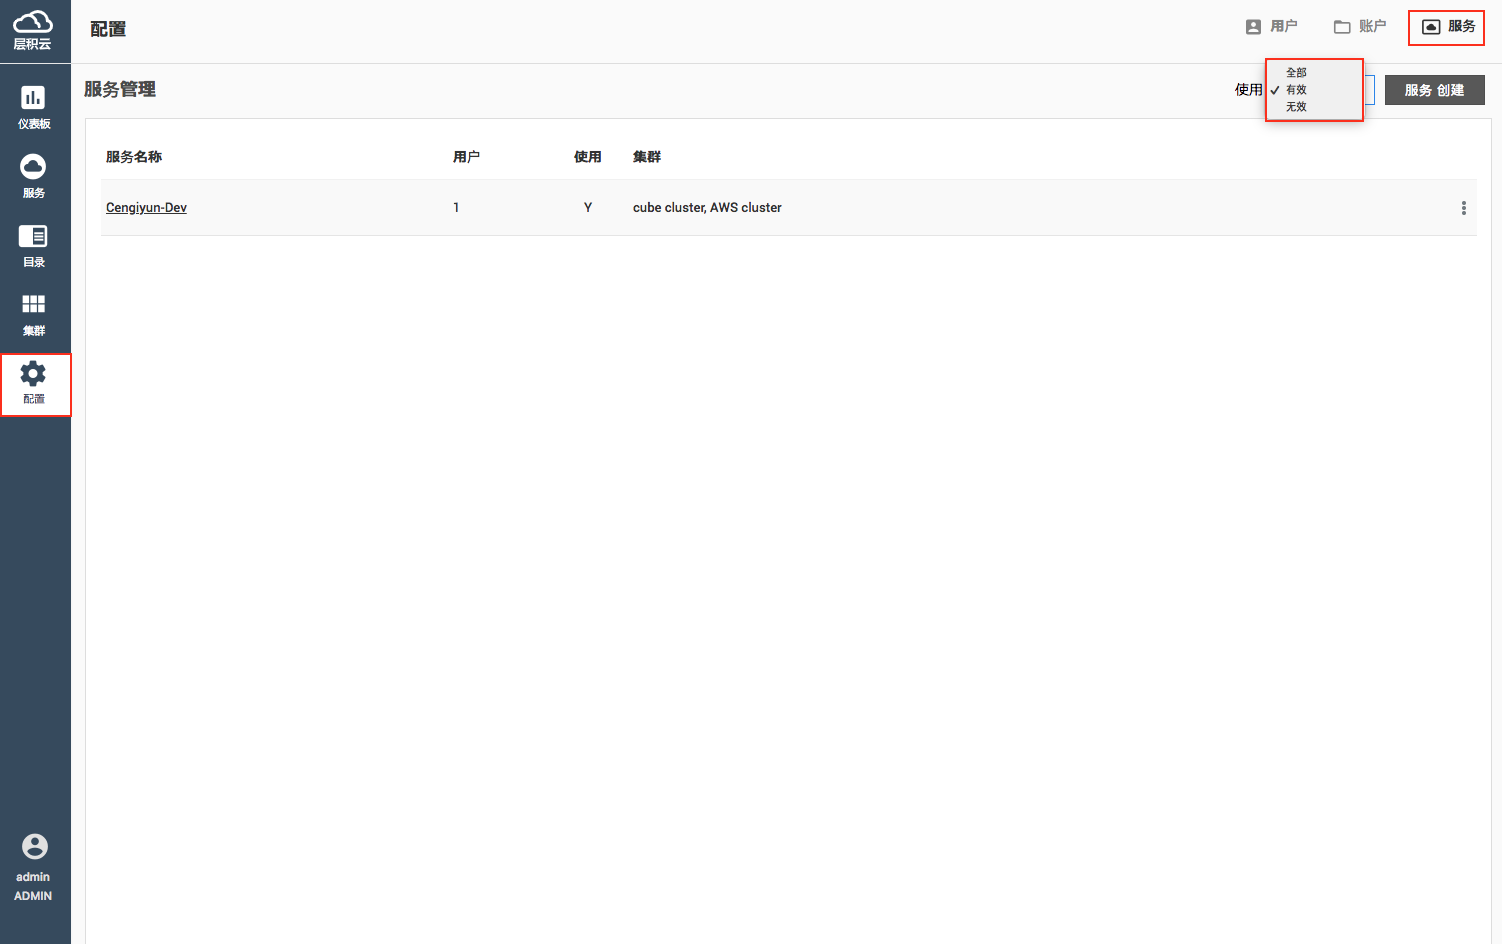 层积云
配置
用户
账户
服务
服务管理
使用
全部
✓ 有效
无效
服务 创建
仪表板
服务
目录
集群
配置
服务名称 用户 使用 集群
Cengiyun-Dev 1 Y cube cluster, AWS cluster
admin
ADMIN